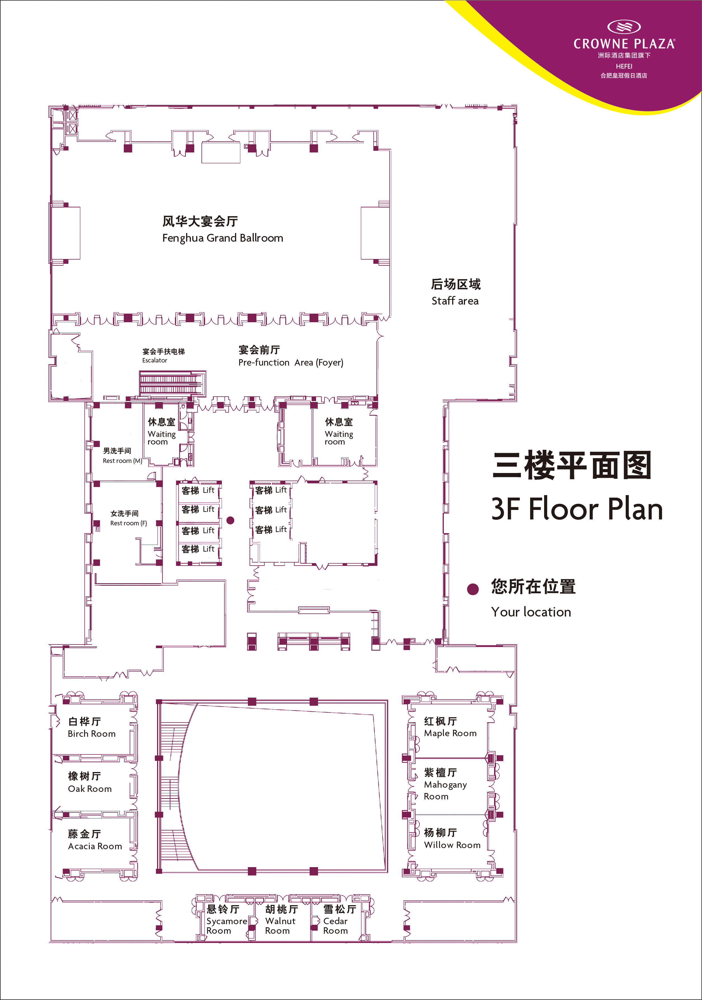 CROWNE PLAZA®
洲际酒店集团旗下
HEFEI
合肥皇冠假日酒店
风华大宴会厅
Fenghua Grand Ballroom
后场区域
Staff area
宴会手扶电梯
Escalator
宴会前厅
Pre-function Area (Foyer)
休息室
Waiting
room
休息室
Waiting
room
男洗手间
Rest room (M)
三楼平面图
3F Floor Plan
客梯 Lift
客梯 Lift
客梯 Lift
客梯 Lift
客梯 Lift
客梯 Lift
客梯 Lift
女洗手间
Rest room (F)
您所在位置
Your location
白桦厅
Birch Room
橡树厅
Oak Room
藤金厅
Acacia Room
红枫厅
Maple Room
紫檀厅
Mahogany
Room
杨柳厅
Willow Room
悬铃厅
Sycamore
Room
胡桃厅
Walnut
Room
雪松厅
Cedar
Room